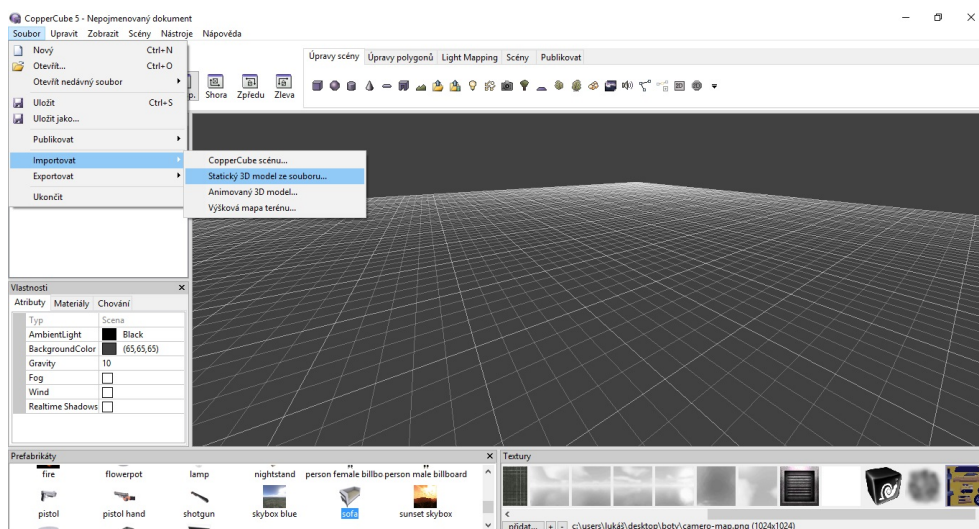 CopperCube 5 - Nepojmenovaný dokument
Soubor Upravit Zobrazit Scény Nástroje Nápověda
Nový Ctrl+N
Otevřít... Ctrl+O
Otevřít nedávný soubor
Uložit Ctrl+S
Uložit jako...
Publikovat
Importovat
Exportovat
Ukončit
CopperCube scénu...
Statický 3D model ze souboru...
Animovaný 3D model...
Výšková mapa terénu...
p. Shora Zpředu Zleva
Úpravy scény Úpravy polygonů Light Mapping Scény Publikovat
Vlastnosti
Atributy Materiály Chování
Typ Scena
AmbientLight Black
BackgroundColor (65,65,65)
Gravity 10
Fog
Wind
Realtime Shadows
Prefabrikáty
fire flowerpot lamp nightstand person female billbo person male billboard
pistol pistol hand shotgun skybox blue sofa sunset skybox
Textury
přidat... + - c:\users\lukáš\desktop\boty\camero-map.png (1024x1024)